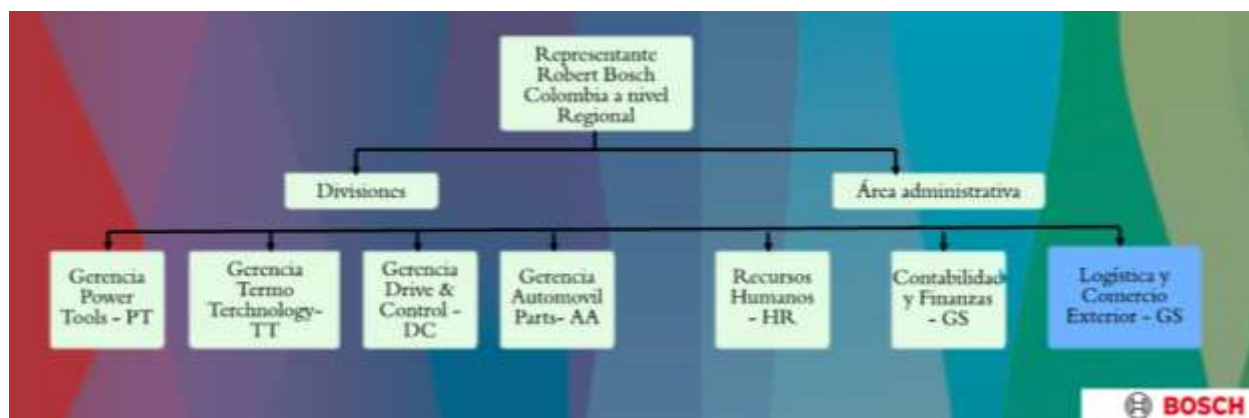 Representante
Robert Bosch
Colombia a nivel
Regional
Divisiones
Área administrativa
Gerencia
Power
Tools - PT
Gerencia
Termo
Terchnology-
TT
Gerencia
Drive &
Control -
DC
Gerencia
Automovil
Parts- AA
Recursos
Humanos
- HR
Contabilidad
y Finanzas
- GS
Logística y
Comercio
Exterior - GS
BOSCH